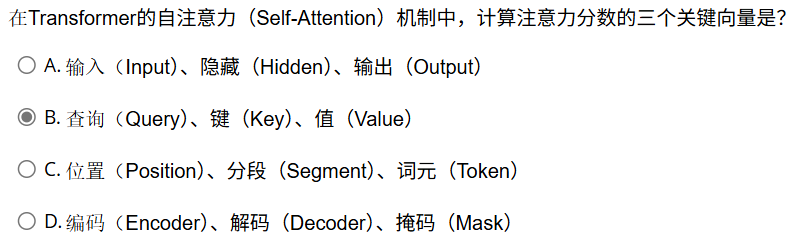 在Transformer的自注意力（Self-Attention）机制中，计算注意力分数的三个关键向量是？
A. 输入（Input）、隐藏（Hidden）、输出（Output）
B. 查询（Query）、键（Key）、值（Value）
C. 位置（Position）、分段（Segment）、词元（Token）
D. 编码（Encoder）、解码（Decoder）、掩码（Mask）